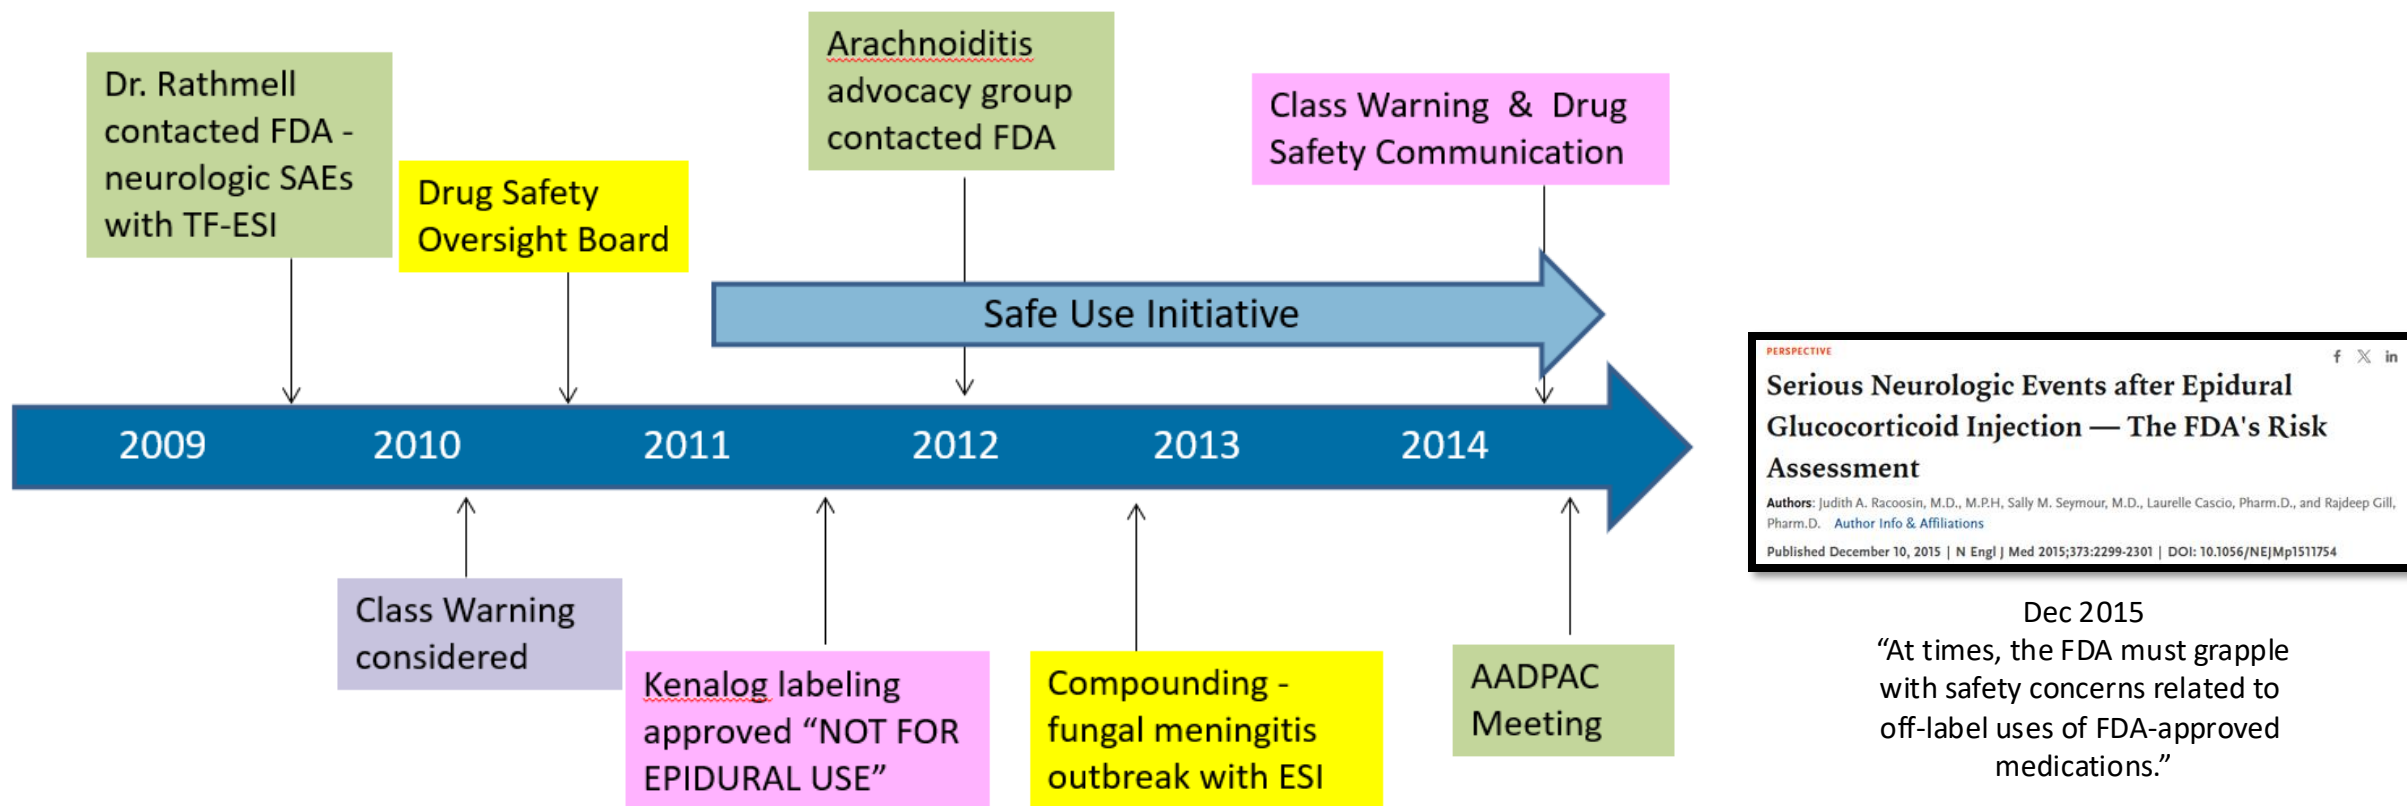 Dr. Rathmell
contacted FDA -
neurologic SAEs
with TF-ESI
Drug Safety
Oversight Board
Arachnoiditis
advocacy group
contacted FDA
Class Warning & Drug
Safety Communication
Safe Use Initiative
2009 2010 2011 2012 2013 2014
Class Warning
considered
Kenalog labeling
approved “NOT FOR
EPIDURAL USE”
Compounding -
fungal meningitis
outbreak with ESI
AADPAC
Meeting
PERSPECTIVE
f X in
Serious Neurologic Events after Epidural
Glucocorticoid Injection — The FDA's Risk
Assessment
Authors: Judith A. Racoosin, M.D., M.P.H, Sally M. Seymour, M.D., Laurelle Cascio, Pharm.D., and Rajdeep Gill,
Pharm.D. Author Info & Affiliations
Published December 10, 2015 | N Engl J Med 2015;373:2299-2301 | DOI: 10.1056/NEJMp1511754
Dec 2015
“At times, the FDA must grapple
with safety concerns related to
off-label uses of FDA-approved
medications.”